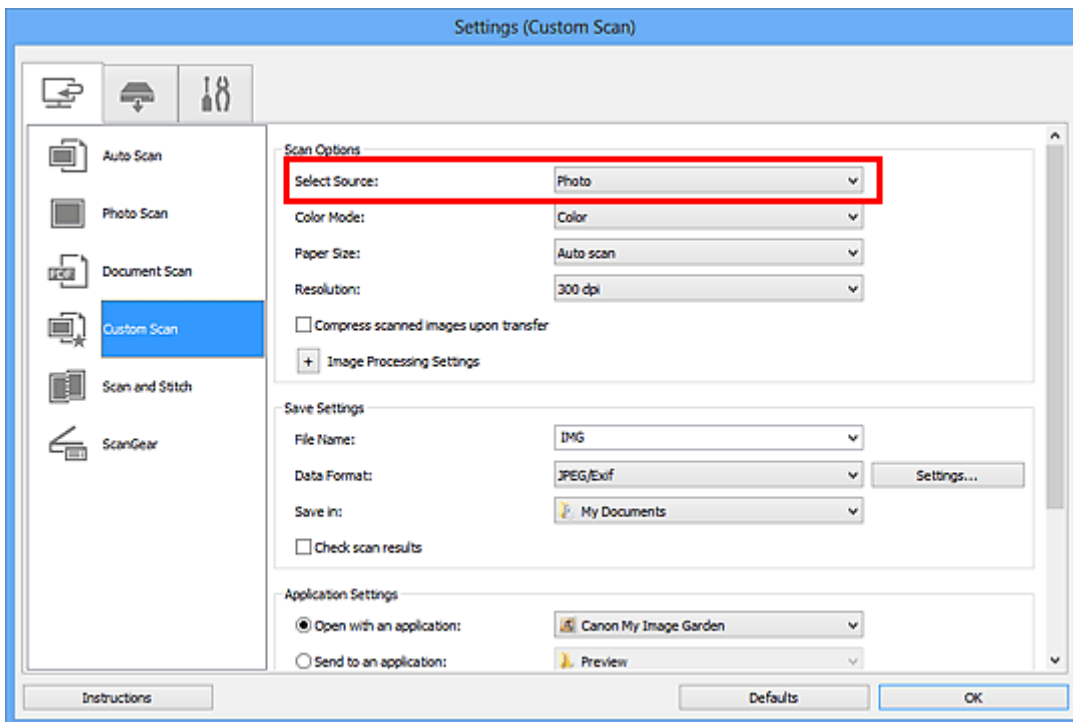 Settings (Custom Scan)
Auto Scan
Photo Scan
Document Scan
Custom Scan
Scan and Stitch
ScanGear
Scan Options
Select Source: Photo
Color Mode: Color
Paper Size: Auto scan
Resolution: 300 dpi
Compress scanned images upon transfer
+ Image Processing Settings
Save Settings
File Name: IMG
Data Format: JPEG/Exif Settings...
Save in: My Documents
Check scan results
Application Settings
Open with an application: Canon My Image Garden
Send to an application: Preview
Instructions Defaults OK